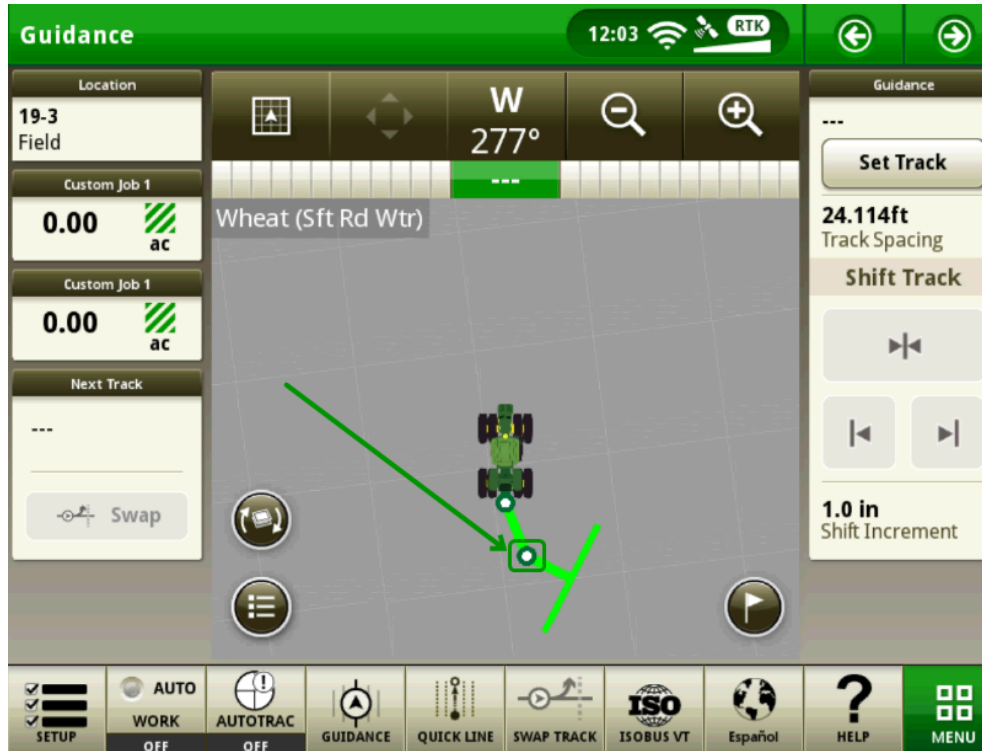 Guidance
12:03
RTK
Location
19-3
Field
Custom Job 1
0.00
ac
Custom Job 1
0.00
ac
Next Track
---
Swap
W
277°
---
Wheat (Sft Rd Wtr)
Guidance
---
Set Track
24.114ft
Track Spacing
Shift Track
1.0 in
Shift Increment
SETUP
AUTO
WORK
OFF
AUTOTRAC
OFF
GUIDANCE
QUICK LINE
SWAP TRACK
ISO
ISOBUS VT
Español
?
HELP
MENU